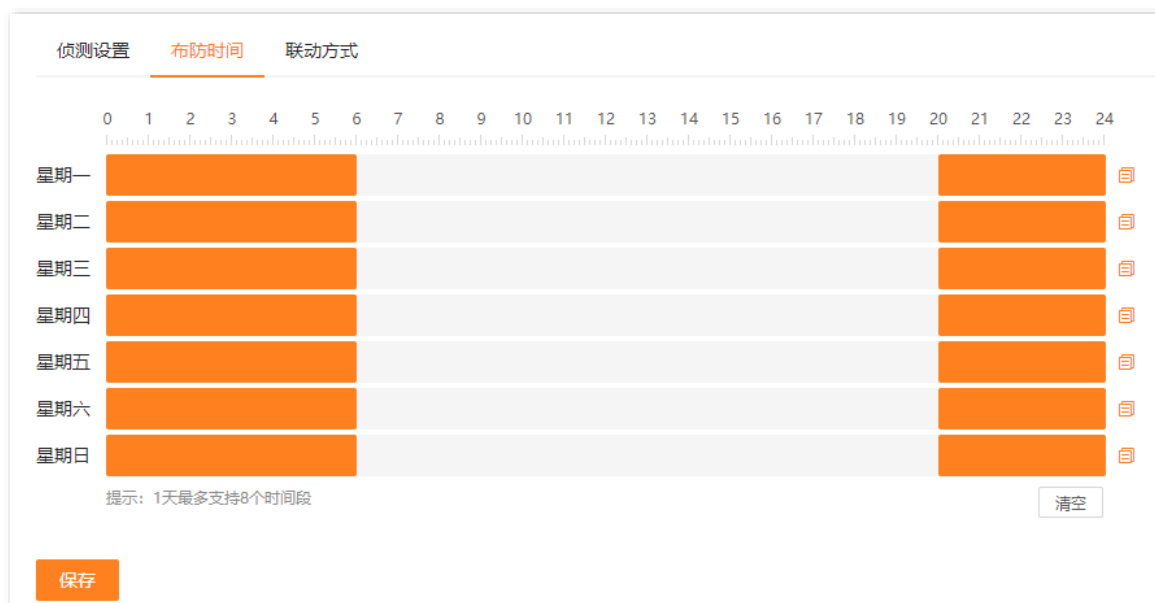 侦测设置 布防时间 联动方式
0 1 2 3 4 5 6 7 8 9 10 11 12 13 14 15 16 17 18 19 20 21 22 23 24
星期一
星期二
星期三
星期四
星期五
星期六
星期日
提示：1天最多支持8个时间段
清空
保存